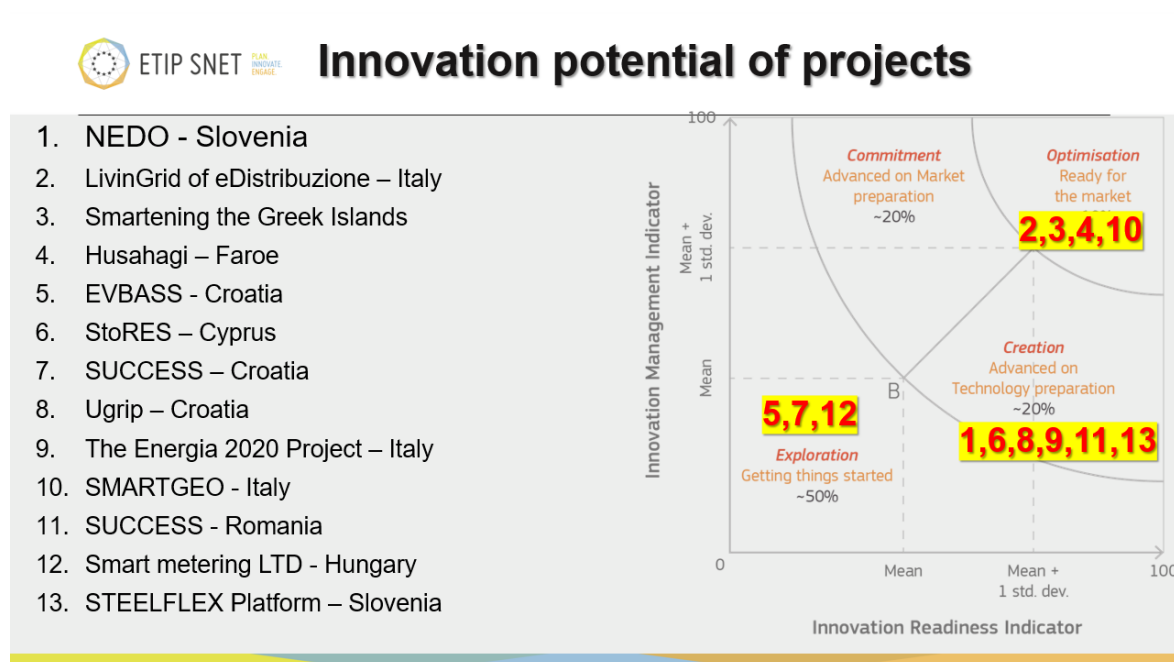 ETIP SNET
PLAN.
INNOVATE.
ENGAGE.
Innovation potential of projects
1. NEDO - Slovenia
2. LivinGrid of eDistribuzione – Italy
3. Smartening the Greek Islands
4. Husahagi – Faroe
5. EVBASS - Croatia
6. StoRES – Cyprus
7. SUCCESS – Croatia
8. Ugrip – Croatia
9. The Energia 2020 Project – Italy
10. SMARTGEO - Italy
11. SUCCESS - Romania
12. Smart metering LTD - Hungary
13. STEELFLEX Platform – Slovenia
Innovation Management Indicator
100
Mean +
1 std. dev.
Mean
0
Commitment
Advanced on Market
preparation
~20%
Optimisation
Ready for
the market
2,3,4,10
Creation
Advanced on
Technology preparation
~20%
1,6,8,9,11,13
B
5,7,12
Exploration
Getting things started
~50%
Mean
Mean +
1 std. dev.
100
Innovation Readiness Indicator